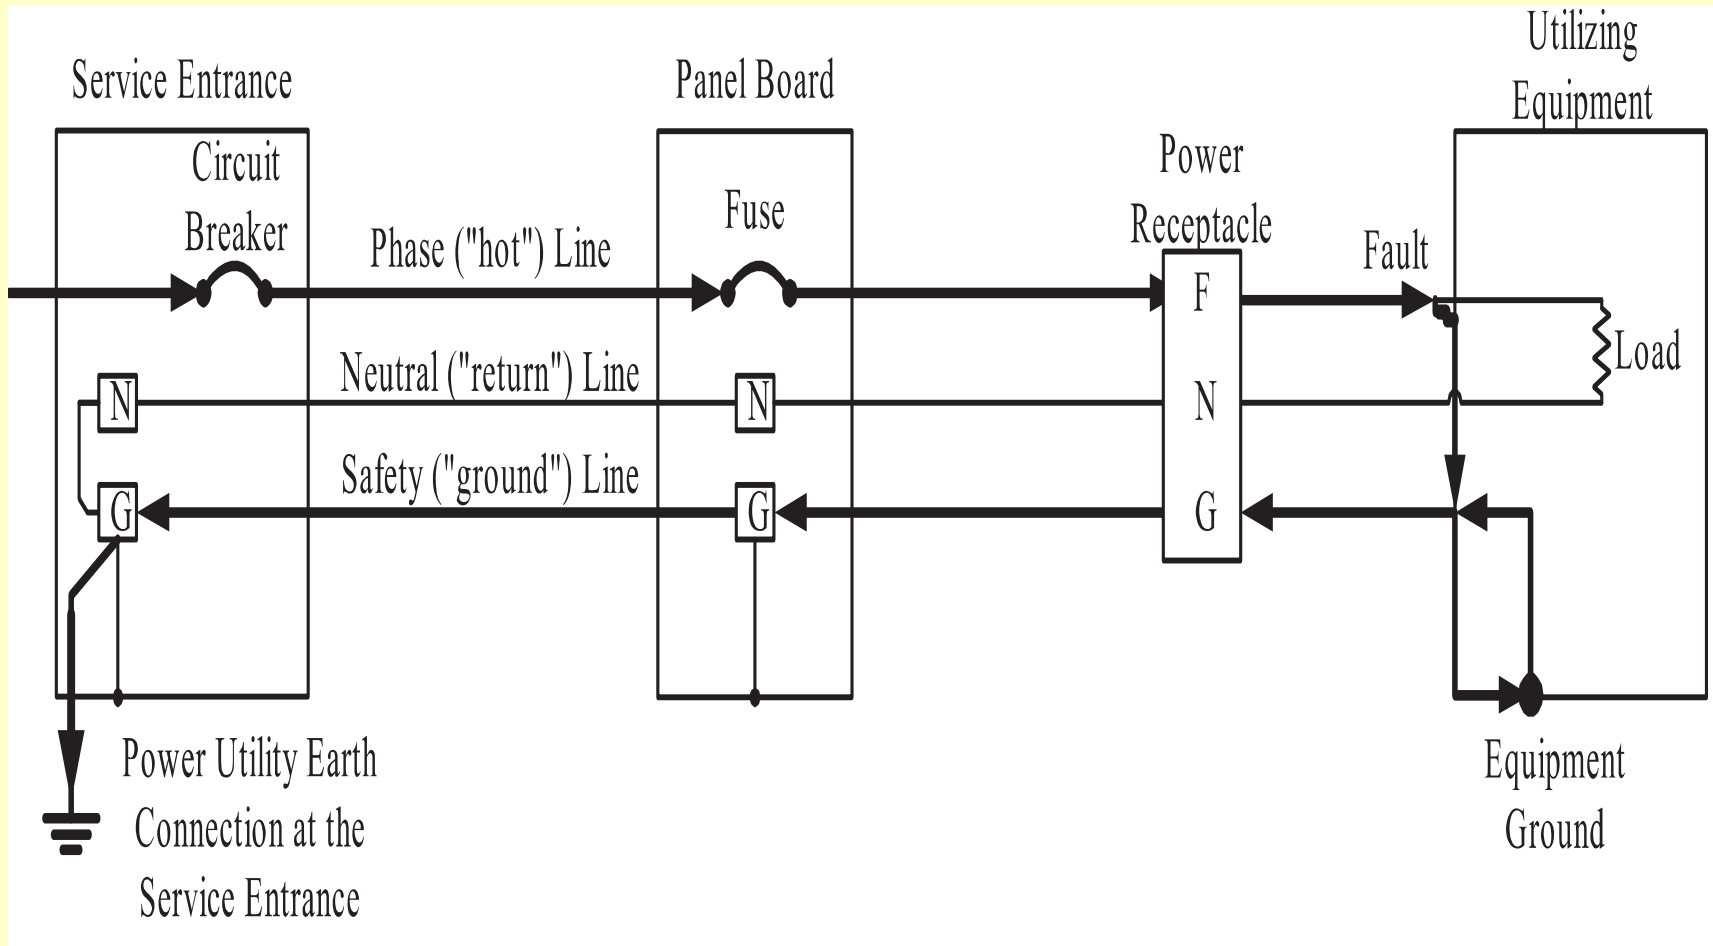 Service Entrance
Panel Board
Utilizing
Equipment
Circuit
Breaker
Phase ("hot") Line
Fuse
Power
Receptacle
Fault
F
Load
Neutral ("return") Line
N
N
N
Safety ("ground") Line
G
G
G
Power Utility Earth
Connection at the
Service Entrance
Equipment
Ground